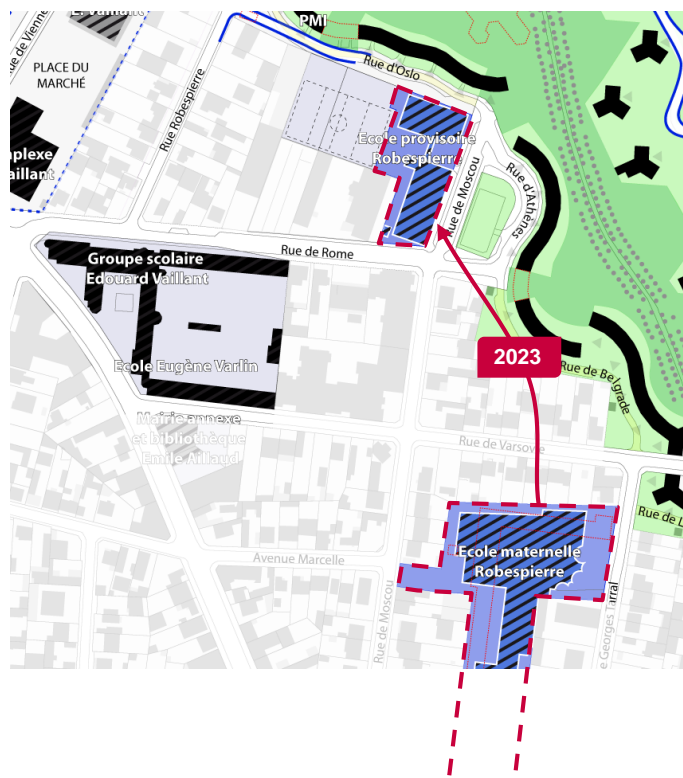 E. Vaillant
PMI
Rue de Vienne
Rue d'Oslo
PLACE DU
MARCHÉ
Rue Robespierre
Ecole provisoire
Robespierre
Rue de Moscou
Rue d'Athènes
mplexe
aillant
Rue de Rome
Groupe scolaire
Edouard Vaillant
2023
Ecole Eugène Varlin
Rue de Belgrade
Mairie annexe
et bibliothèque
Emile Aillaud
Rue de Varsovie
Rue de L
Ecole maternelle
Robespierre
Avenue Marcelle
Rue de Moscou
e Georges Tarral